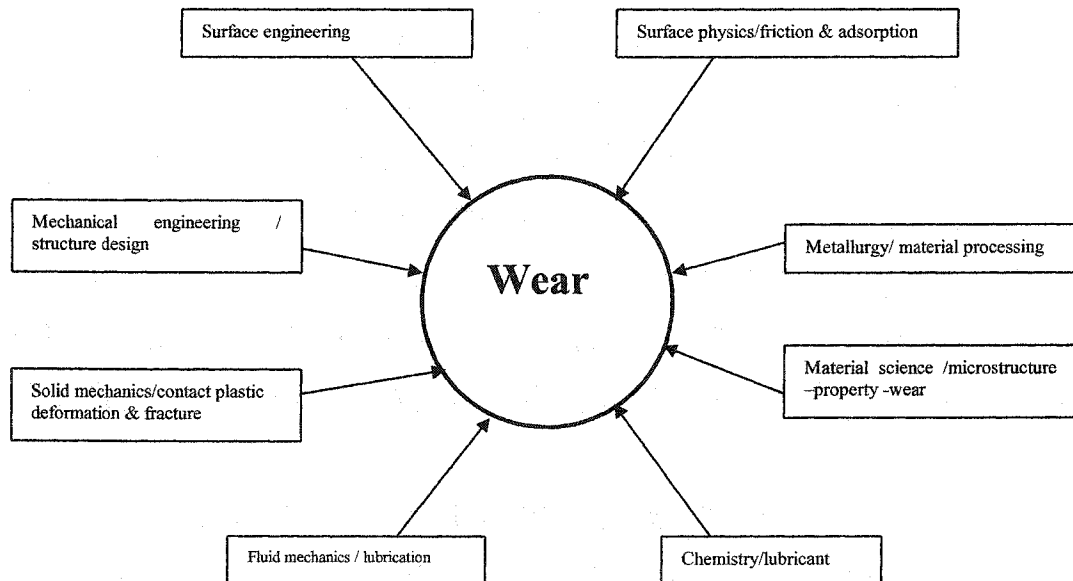 Surface engineering
Surface physics/friction & adsorption
Mechanical engineering /
structure design
Wear
Metallurgy/ material processing
Solid mechanics/contact plastic
deformation & fracture
Material science /microstructure
–property -wear
Fluid mechanics / lubrication
Chemistry/lubricant